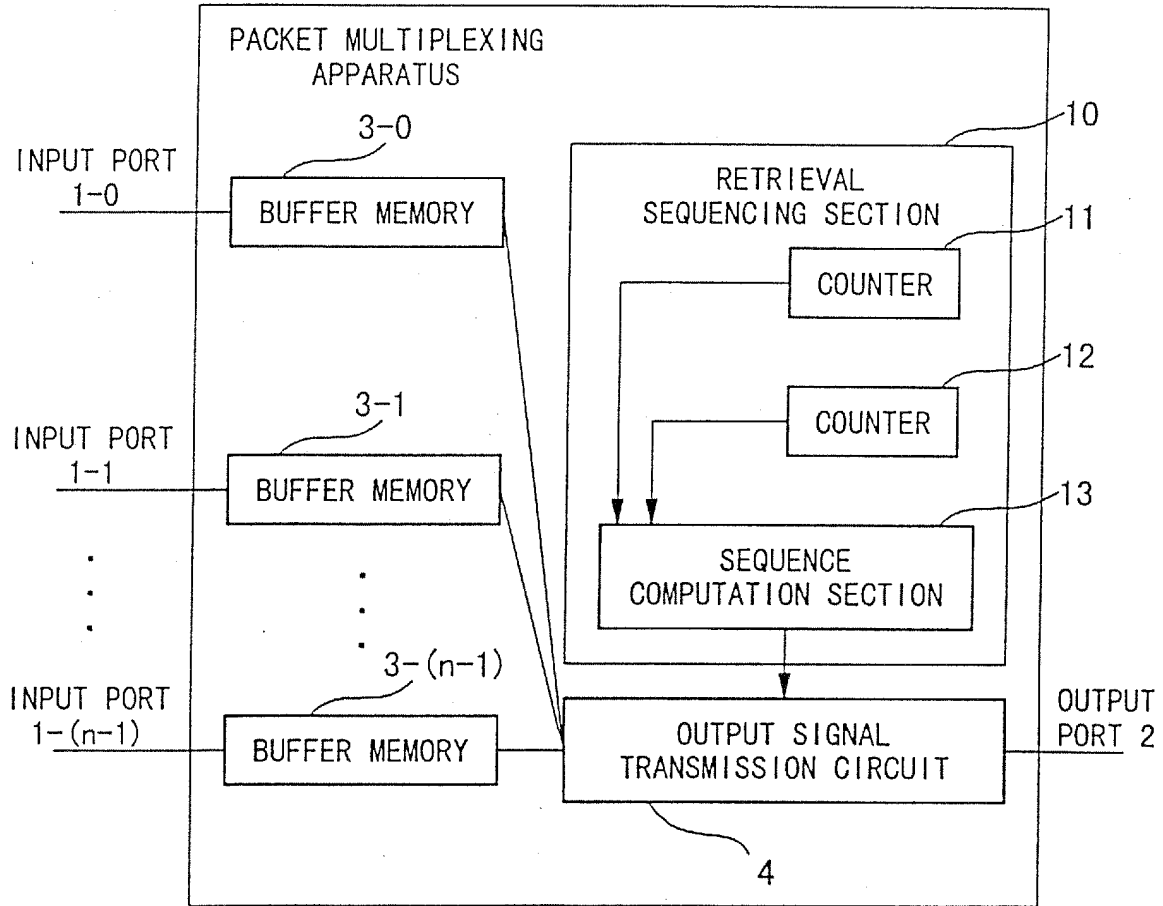 PACKET MULTIPLEXING
APPARATUS
3-0
10
INPUT PORT
1-0
BUFFER MEMORY
RETRIEVAL
SEQUENCING SECTION
11
COUNTER
12
3-1
COUNTER
INPUT PORT
1-1
BUFFER MEMORY
13
SEQUENCE
COMPUTATION SECTION
3-(n-1)
INPUT PORT
1-(n-1)
BUFFER MEMORY
OUTPUT SIGNAL
TRANSMISSION CIRCUIT
OUTPUT
PORT 2
4